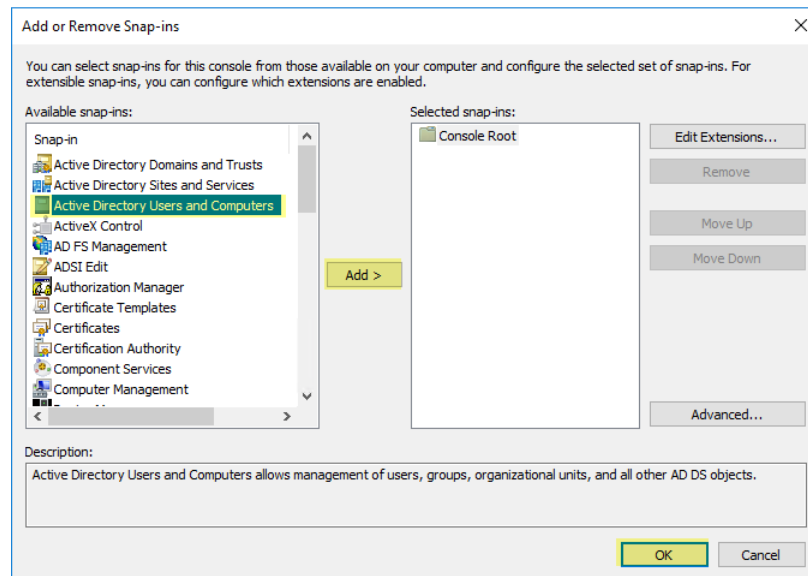 Add or Remove Snap-ins
You can select snap-ins for this console from those available on your computer and configure the selected set of snap-ins. For
extensible snap-ins, you can configure which extensions are enabled.
Available snap-ins:
Snap-in
Active Directory Domains and Trusts
Active Directory Sites and Services
Active Directory Users and Computers
ActiveX Control
AD FS Management
ADSI Edit
Authorization Manager
Certificate Templates
Certificates
Certification Authority
Component Services
Computer Management
Add >
Selected snap-ins:
Console Root
Edit Extensions...
Remove
Move Up
Move Down
Advanced...
Description:
Active Directory Users and Computers allows management of users, groups, organizational units, and all other AD DS objects.
OK
Cancel